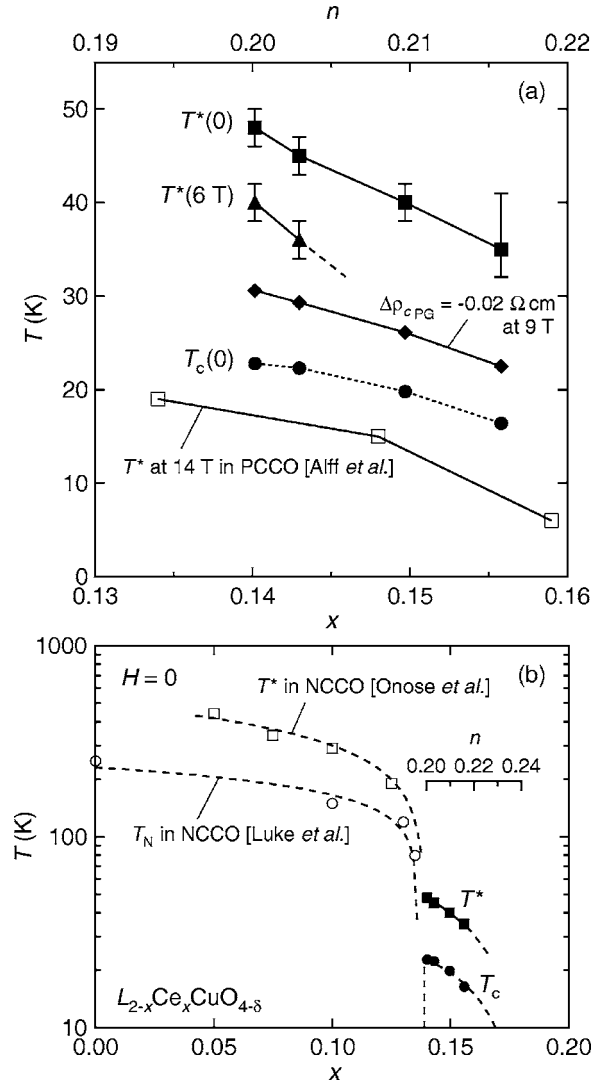 n
0.19 0.20 0.21 0.22
(a)
T*(0)
T*(6 T)
Δρc PG = -0.02 Ω cm
at 9 T
Tc(0)
T* at 14 T in PCCO [Alff et al.]
T (K)
50
40
30
20
10
0
0.13 0.14 0.15 0.16
x
(b)
H = 0
T* in NCCO [Onose et al.]
n
0.20 0.22 0.24
TN in NCCO [Luke et al.]
T*
Tc
L2-xCexCuO4-δ
T (K)
1000
100
10
0.00 0.05 0.10 0.15 0.20
x